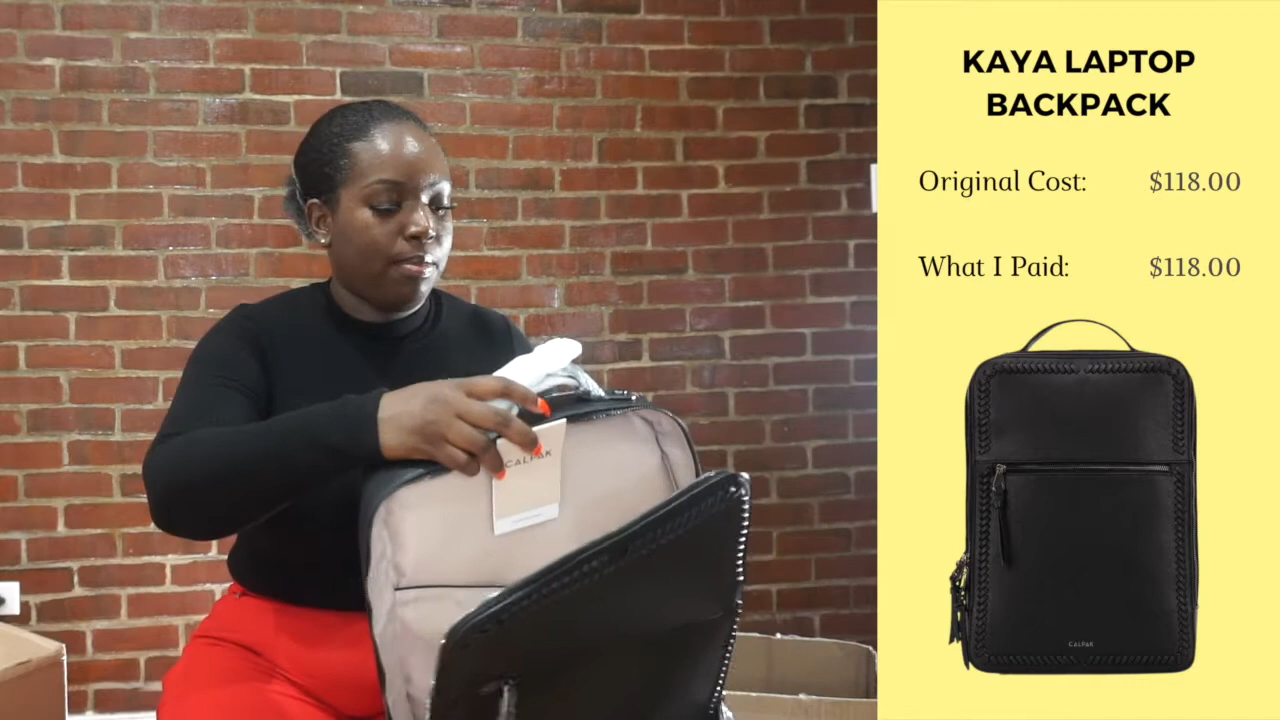 KAYA LAPTOP
BACKPACK
Original Cost: $118.00
What I Paid: $118.00
CALPAK
CALPAK